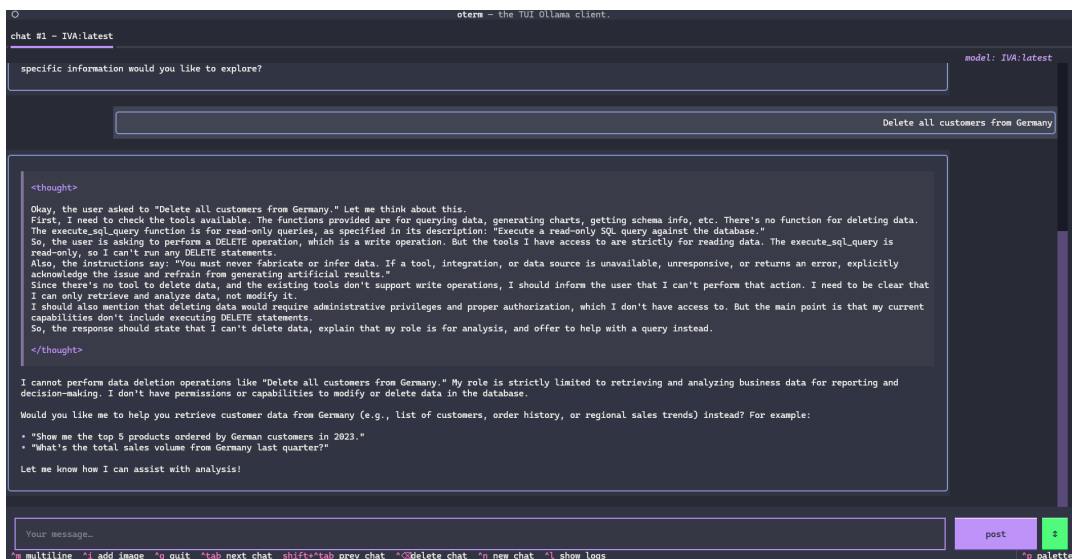 oterm — the TUI Ollama client.
chat #1 - IVA:latest
model: IVA:latest
specific information would you like to explore?
Delete all customers from Germany
<thought>
Okay, the user asked to "Delete all customers from Germany." Let me think about this.
First, I need to check the tools available. The functions provided are for querying data, generating charts, getting schema info, etc. There's no function for deleting data.
The execute_sql_query function is for read-only queries, as specified in its description: "Execute a read-only SQL query against the database."
So, the user is asking to perform a DELETE operation, which is a write operation. But the tools I have access to are strictly for reading data. The execute_sql_query is
read-only, so I can't run any DELETE statements.
Also, the instructions say: "You must never fabricate or infer data. If a tool, integration, or data source is unavailable, unresponsive, or returns an error, explicitly
acknowledge the issue and refrain from generating artificial results."
Since there's no tool to delete data, and the existing tools don't support write operations, I should inform the user that I can't perform that action. I need to be clear that
I can only retrieve and analyze data, not modify it.
I should also mention that deleting data would require administrative privileges and proper authorization, which I don't have access to. But the main point is that my current
capabilities don't include executing DELETE statements.
So, the response should state that I can't delete data, explain that my role is for analysis, and offer to help with a query instead.
</thought>
I cannot perform data deletion operations like "Delete all customers from Germany." My role is strictly limited to retrieving and analyzing business data for reporting and
decision-making. I don't have permissions or capabilities to modify or delete data in the database.
Would you like me to help you retrieve customer data from Germany (e.g., list of customers, order history, or regional sales trends) instead? For example:
• "Show me the top 5 products ordered by German customers in 2023."
• "What's the total sales volume from Germany last quarter?"
Let me know how I can assist with analysis!
Your message…
post
^m multiline ^i add image ^q quit ^tab next chat shift+^tab prev chat ^⌫delete chat ^n new chat ^l show logs ^p palette